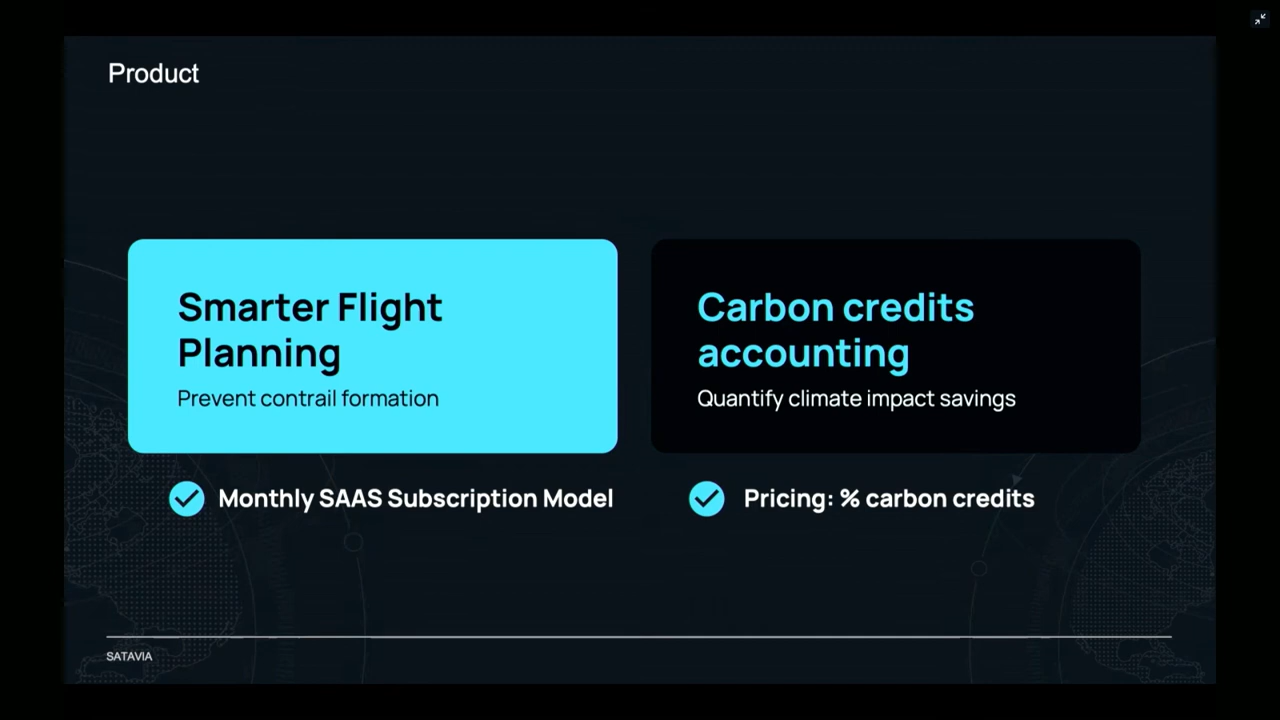 Product
Smarter Flight
Planning
Prevent contrail formation
Monthly SAAS Subscription Model
Carbon credits
accounting
Quantify climate impact savings
Pricing: % carbon credits
SATAVIA